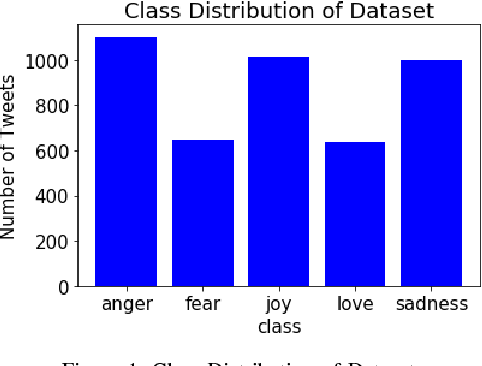 Class Distribution of Dataset
Number of Tweets
1000
800
600
400
200
0
anger fear joy love sadness
class
Figure 1. Class Distribution of Dataset